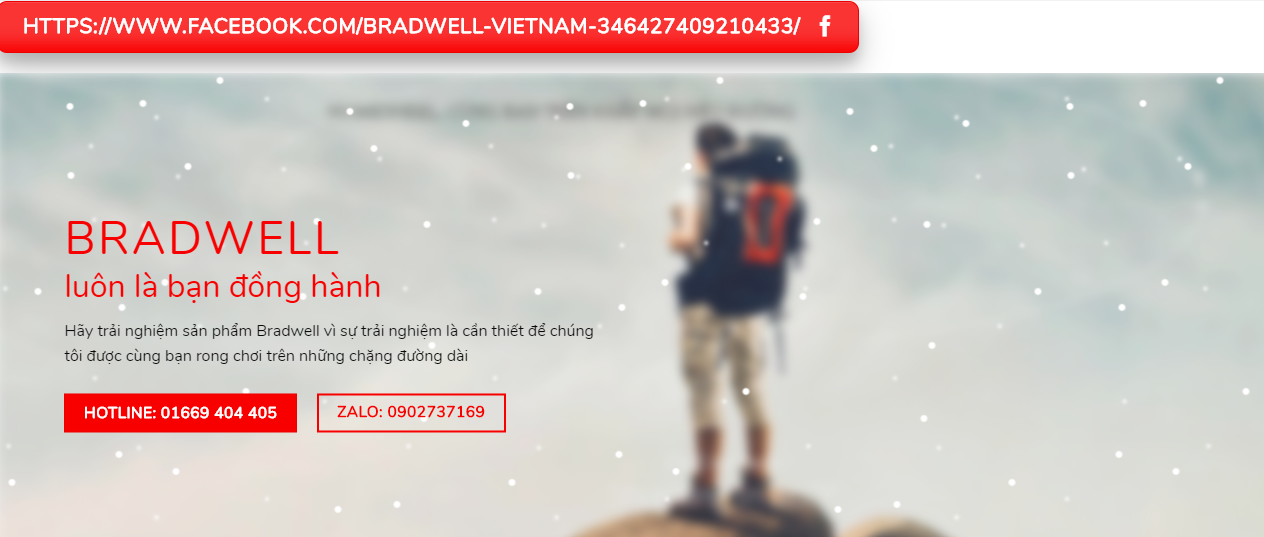 HTTPS://WWW.FACEBOOK.COM/BRADWELL-VIETNAM-346427409210433/
BRADWELL
luôn là bạn đồng hành
Hãy trải nghiệm sản phẩm Bradwell vì sự trải nghiệm là cần thiết để chúng
tôi được cùng bạn rong chơi trên những chặng đường dài
HOTLINE: 01669 404 405
ZALO: 0902737169